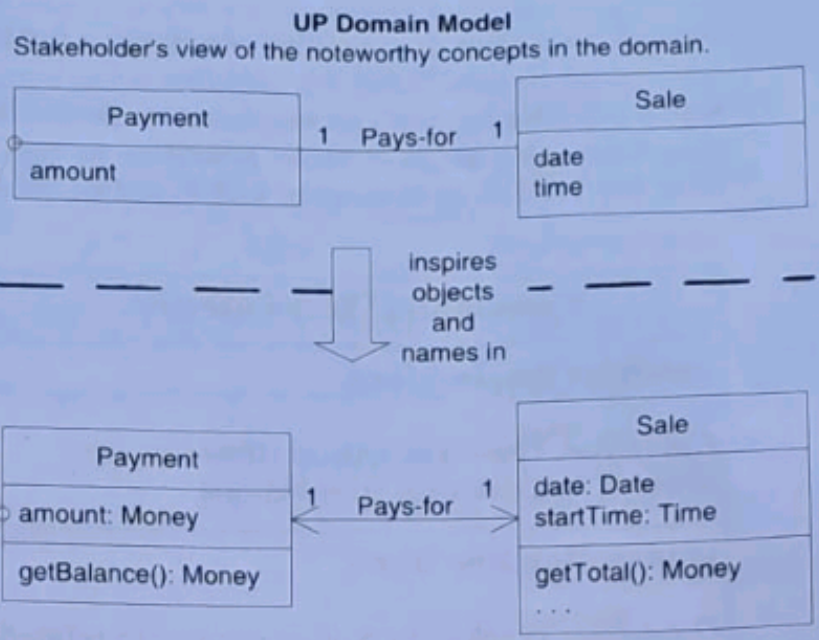 UP Domain Model
Stakeholder's view of the noteworthy concepts in the domain.
Payment
amount
1 Pays-for 1
Sale
date
time
inspires
objects
and
names in
Payment
amount: Money
getBalance(): Money
1 Pays-for 1
Sale
date: Date
startTime: Time
getTotal(): Money
. . .